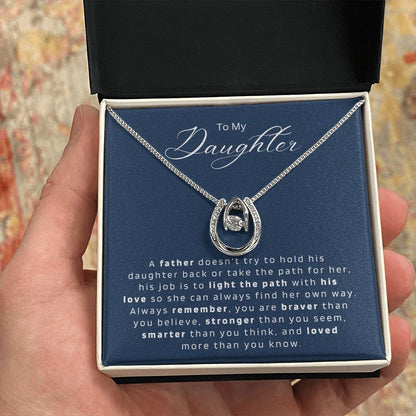 To My
Daughter
A father doesn't try to hold his
daughter back or take the path for her,
his job is to light the path with his
love so she can always find her own way.
Always remember, you are braver than
you believe, stronger than you seem,
smarter than you think, and loved
more than you know.